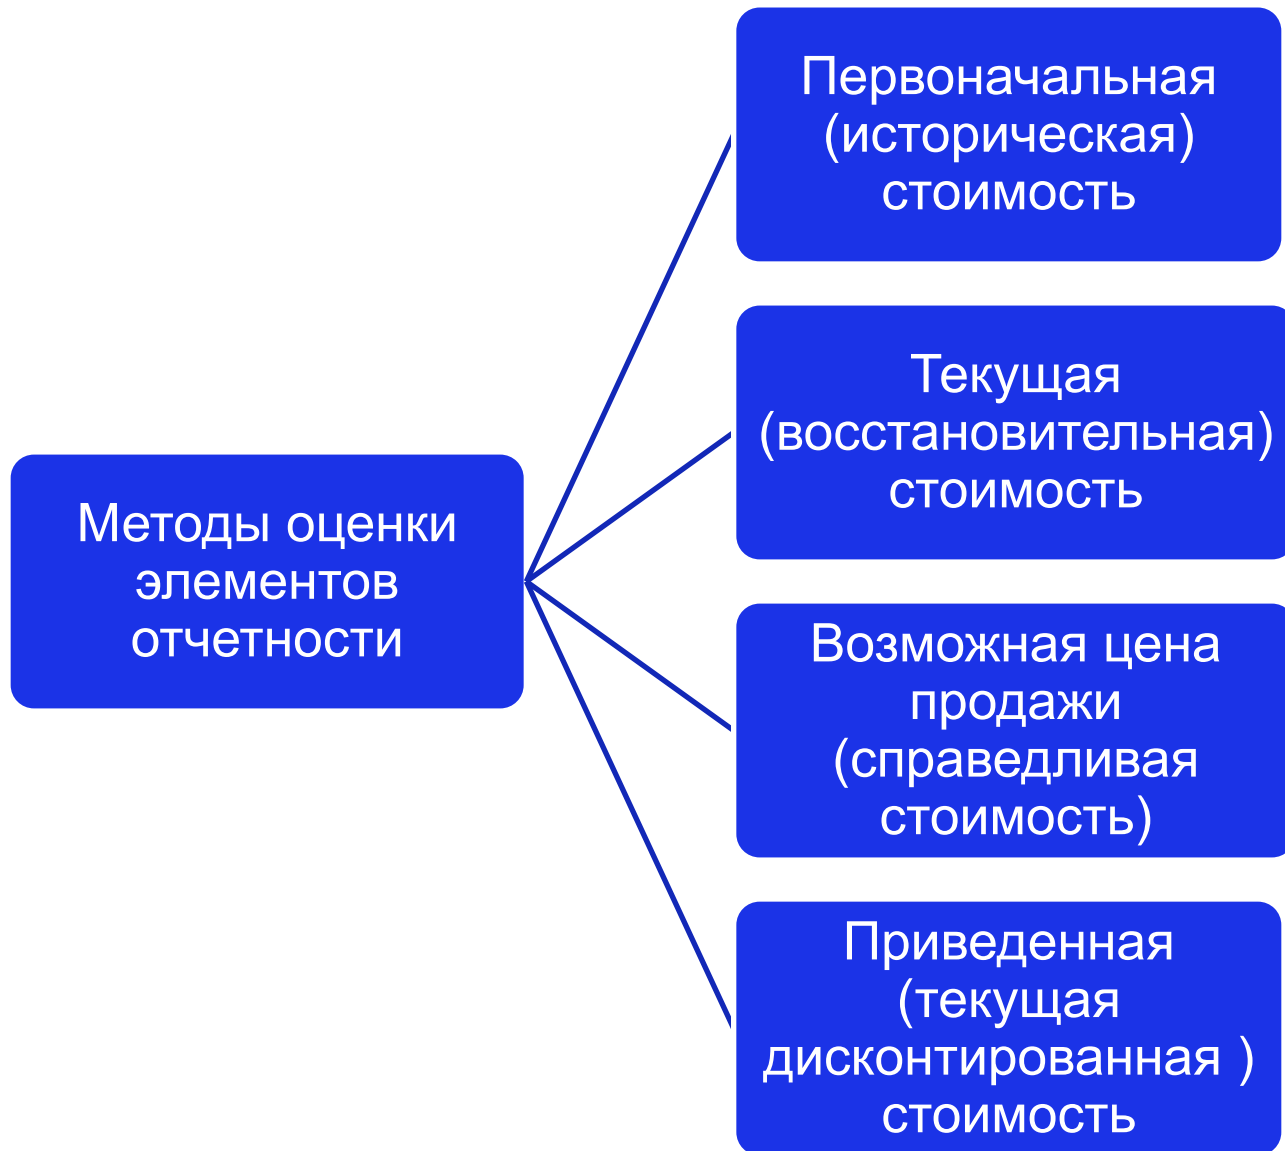 Первоначальная
(историческая)
стоимость
Текущая
(восстановительная)
стоимость
Методы оценки
элементов
отчетности
Возможная цена
продажи
(справедливая
стоимость)
Приведенная
(текущая
дисконтированная )
стоимость